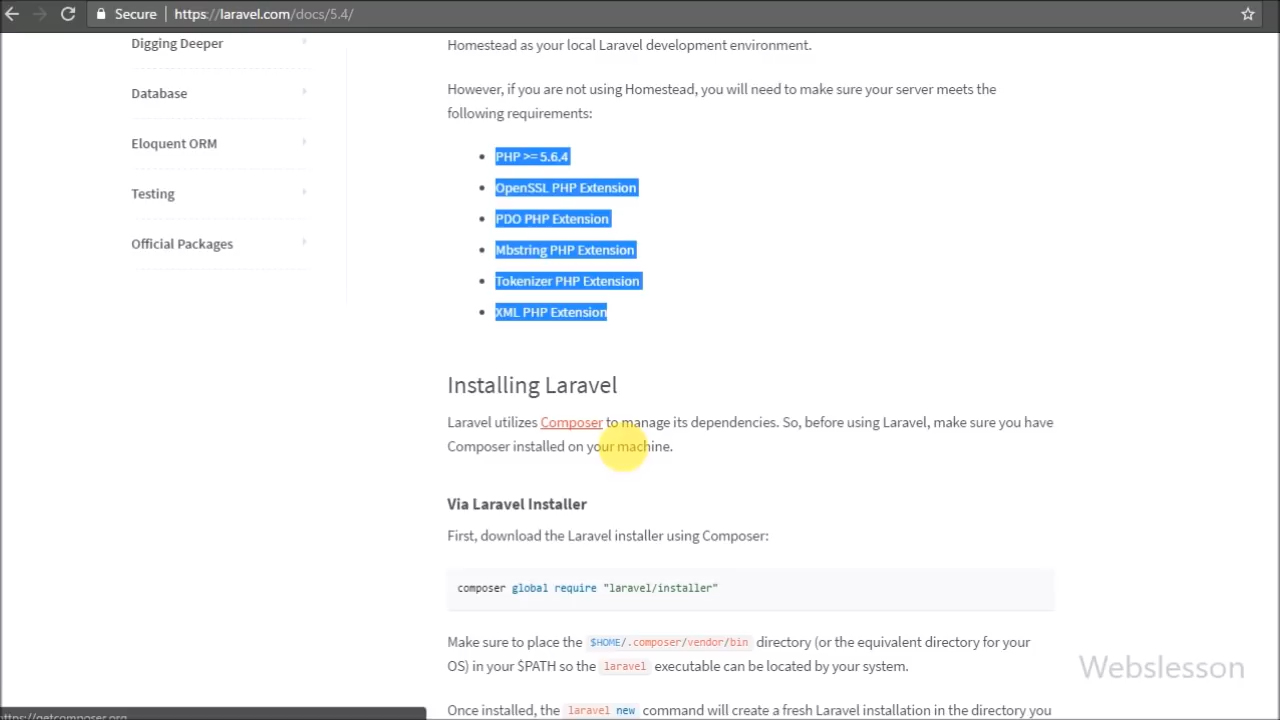 Secure | https://laravel.com/docs/5.4/
Digging Deeper
Database
Eloquent ORM
Testing
Official Packages
Homestead as your local Laravel development environment.
However, if you are not using Homestead, you will need to make sure your server meets the
following requirements:
PHP >= 5.6.4
OpenSSL PHP Extension
PDO PHP Extension
Mbstring PHP Extension
Tokenizer PHP Extension
XML PHP Extension
Installing Laravel
Laravel utilizes Composer to manage its dependencies. So, before using Laravel, make sure you have
Composer installed on your machine.
Via Laravel Installer
First, download the Laravel installer using Composer:
composer global require "laravel/installer"
Make sure to place the $HOME/.composer/vendor/bin directory (or the equivalent directory for your
OS) in your $PATH so the laravel executable can be located by your system.
Webslesson
Once installed, the laravel new command will create a fresh Laravel installation in the directory you
https://getcomposer.org